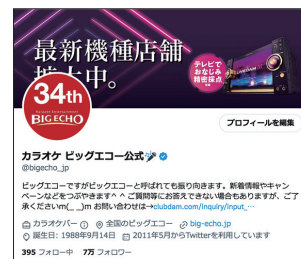 最新機種店舗
拡大中。
テレビで
おなじみ
精密採点
34th
BIG ECHO
プロフィールを編集
カラオケ ビッグエコー公式🎤
@bigecho_jp
ビッグエコーですがビックエコーと呼ばれても振り向きます。新着情報やキャン
ペーンなどをつぶやきます^ ^ ご質問等にお答えできない場合もありますが、ご了
承くださいm(_ _)m お問い合わせは→clubdam.com/inquiry/input_…
カラオケバー 全国のビッグエコー big-echo.jp
誕生日: 1988年9月14日 2011年5月からTwitterを利用しています
395 フォロー中 7万 フォロワー